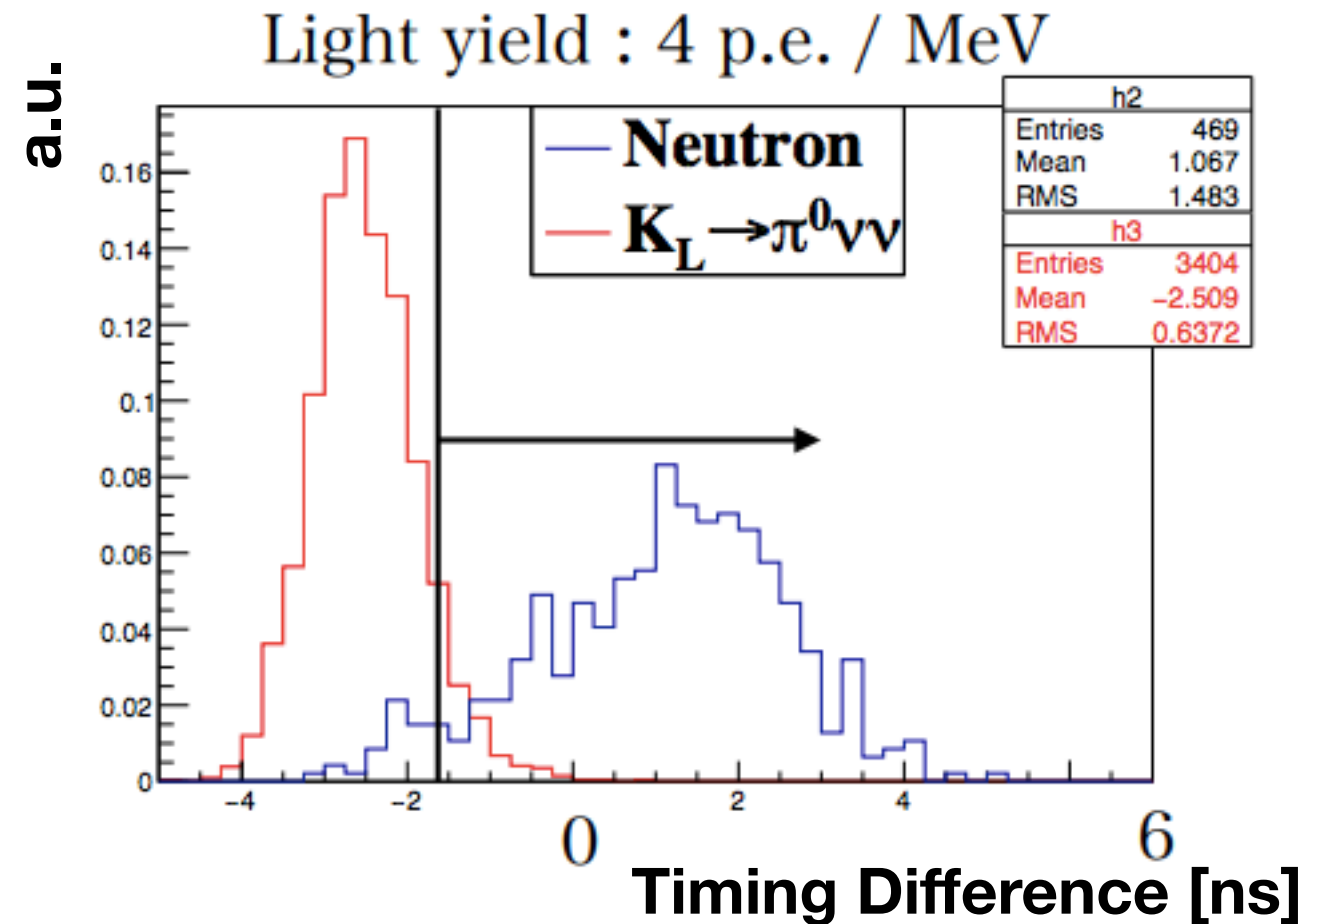 Light yield : 4 p.e. / MeV
a.u.
h2
Entries 469
Mean 1.067
RMS 1.483
h3
Entries 3404
Mean −2.509
RMS 0.6372
Neutron
K_L →π⁰νν
0.16
0.14
0.12
0.1
0.08
0.06
0.04
0.02
0
−4 −2 2 4
0 6
Timing Difference [ns]